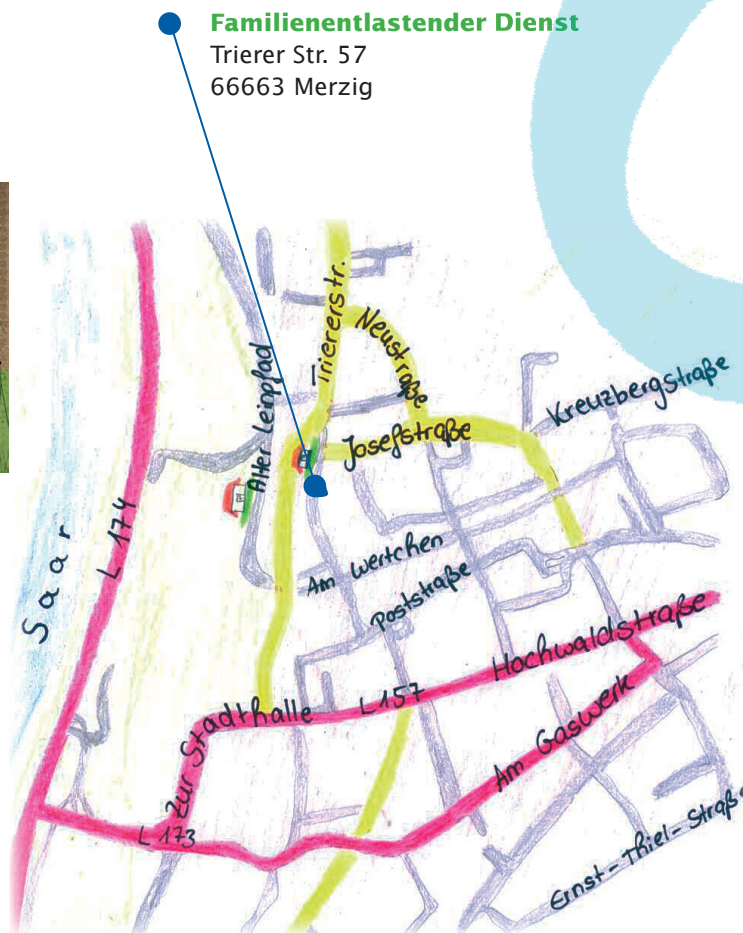 Familienentlastender Dienst
Trierer Str. 57
66663 Merzig
Triererstr.
Neustraße
Kreuzbergstraße
Josefstraße
Alter Leinpfad
L 174
Saar
Am Wertchen
Poststraße
Hochwaldstraße
L 157
Zur Stadthalle
Am Gaswerk
L 173
Ernst-Thiel-Straße